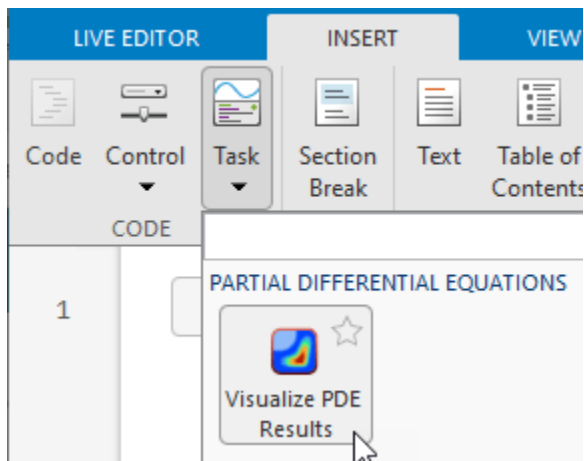 LIVE EDITOR INSERT VIEW
Code Control Task Section Text Table of
Break Contents
CODE
PARTIAL DIFFERENTIAL EQUATIONS
1
Visualize PDE
Results